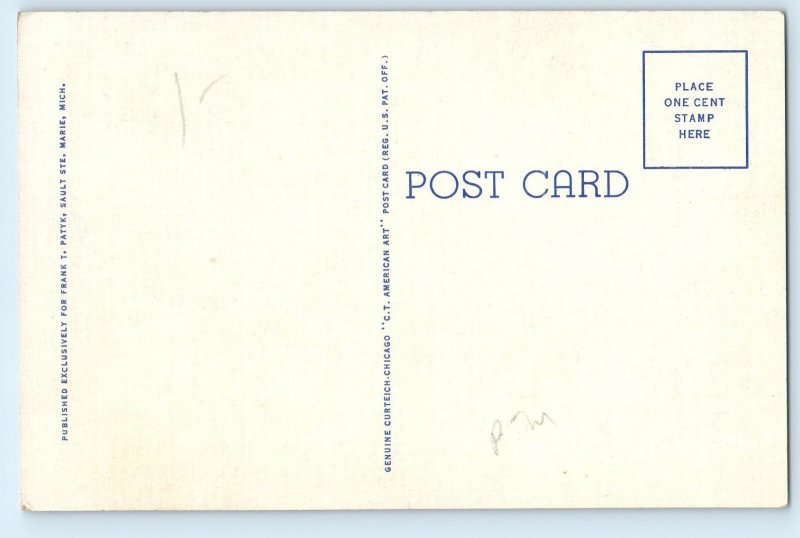 PUBLISHED EXCLUSIVELY FOR FRANK T. PATYK, SAULT STE. MARIE, MICH.
GENUINE CURTEICH-CHICAGO "C.T. AMERICAN ART" POST CARD (REG. U.S. PAT. OFF.)
POST CARD
PLACE
ONE CENT
STAMP
HERE